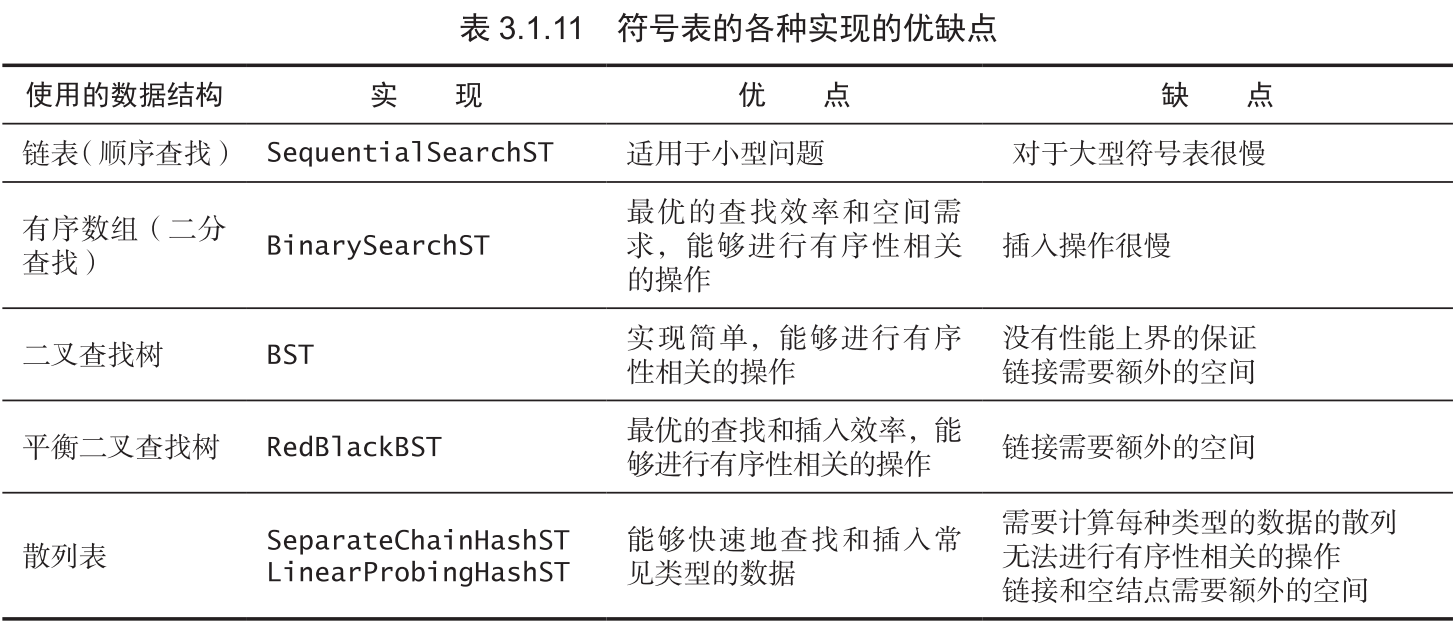 表 3.1.11 符号表的各种实现的优缺点
使用的数据结构 实 现 优 点 缺 点
链表（顺序查找） SequentialSearchST 适用于小型问题 对于大型符号表很慢
有序数组（二分
查找）
BinarySearchST
最优的查找效率和空间需
求，能够进行有序性相关
的操作
插入操作很慢
二叉查找树
BST
实现简单，能够进行有序
性相关的操作
没有性能上界的保证
链接需要额外的空间
平衡二叉查找树
RedBlackBST
最优的查找和插入效率，能
够进行有序性相关的操作
链接需要额外的空间
散列表
SeparateChainHashST
LinearProbingHashST
能够快速地查找和插入常
见类型的数据
需要计算每种类型的数据的散列
无法进行有序性相关的操作
链接和空结点需要额外的空间